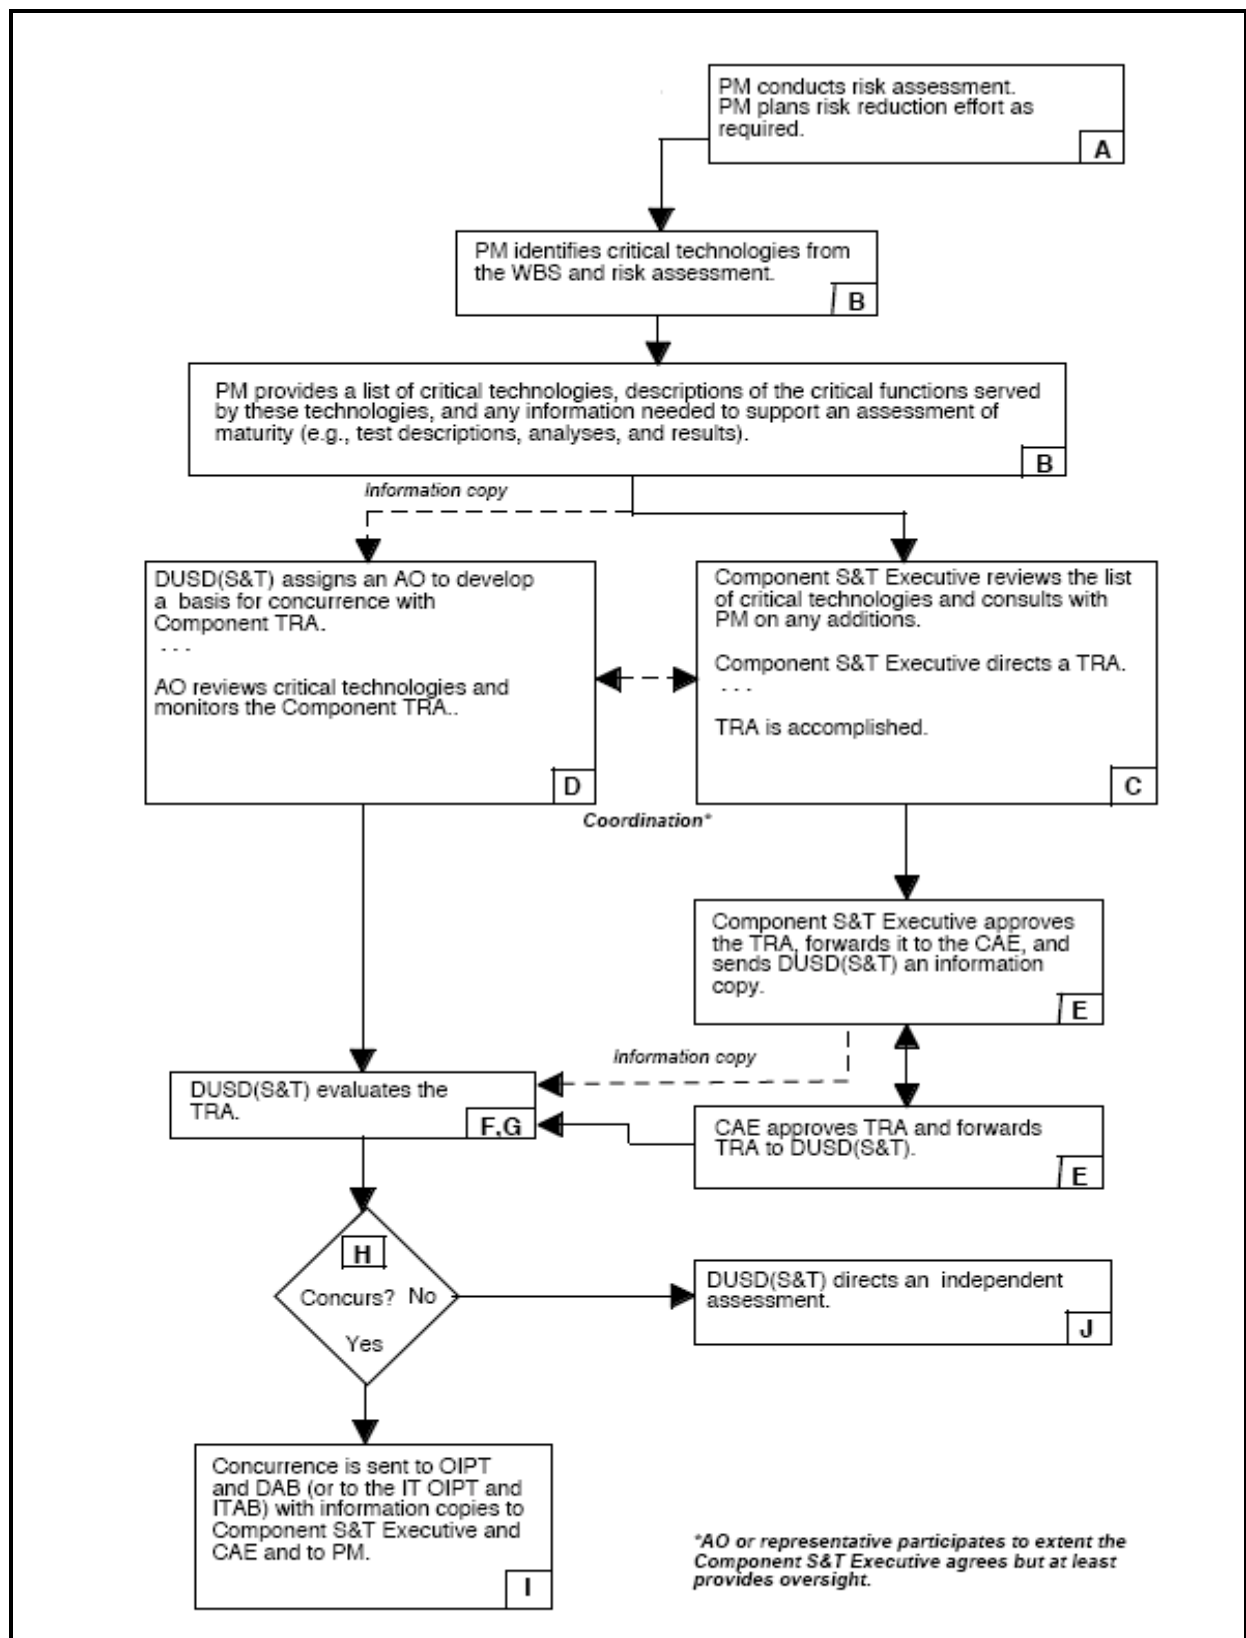 PM conducts risk assessment.
PM plans risk reduction effort as
required.
A
PM identifies critical technologies from
the WBS and risk assessment.
B
PM provides a list of critical technologies, descriptions of the critical functions served
by these technologies, and any information needed to support an assessment of
maturity (e.g., test descriptions, analyses, and results).
B
Information copy
DUSD(S&T) assigns an AO to develop
a basis for concurrence with
Component TRA.
...
AO reviews critical technologies and
monitors the Component TRA..
D
Component S&T Executive reviews the list
of critical technologies and consults with
PM on any additions.
Component S&T Executive directs a TRA.
...
TRA is accomplished.
C
Coordination*
Component S&T Executive approves
the TRA, forwards it to the CAE, and
sends DUSD(S&T) an information
copy.
E
Information copy
DUSD(S&T) evaluates the
TRA.
F,G
CAE approves TRA and forwards
TRA to DUSD(S&T).
E
H
Concurs? No
Yes
DUSD(S&T) directs an independent
assessment.
J
Concurrence is sent to OIPT
and DAB (or to the IT OIPT and
ITAB) with information copies to
Component S&T Executive and
CAE and to PM.
I
*AO or representative participates to extent the
Component S&T Executive agrees but at least
provides oversight.